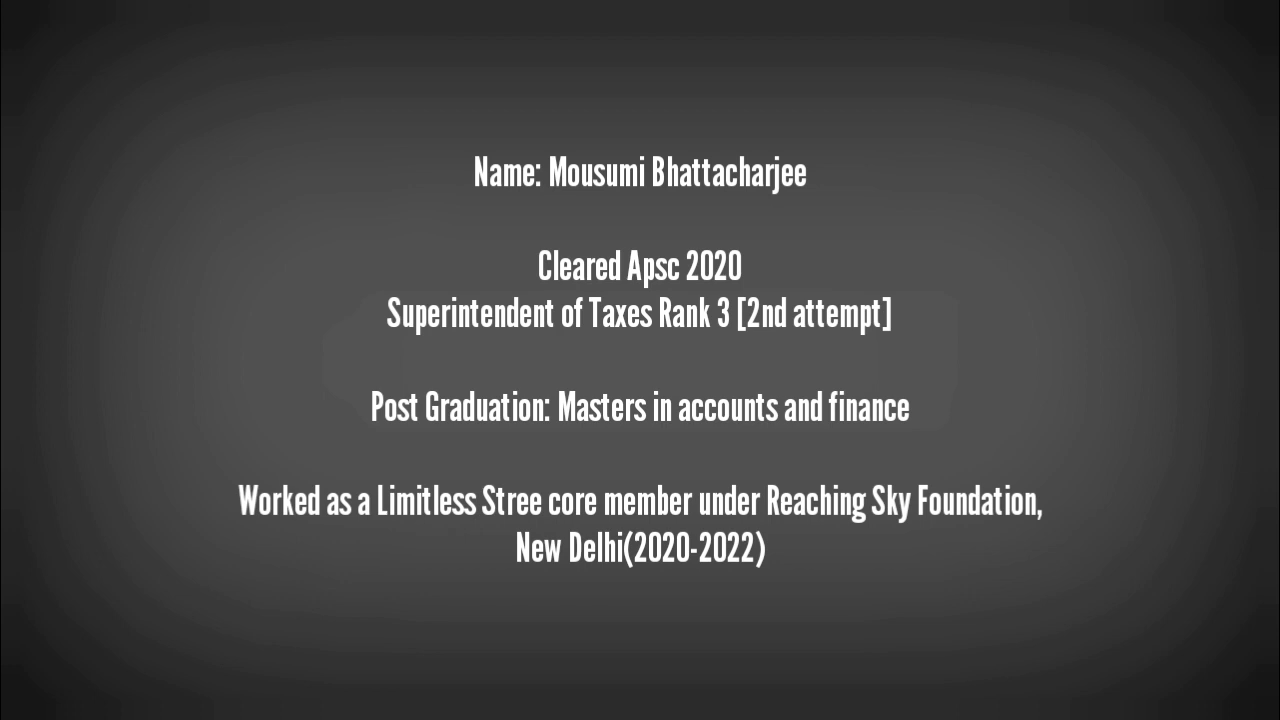 Name: Mousumi Bhattacharjee
Cleared Apsc 2020
Superintendent of Taxes Rank 3 [2nd attempt]
Post Graduation: Masters in accounts and finance
Worked as a Limitless Stree core member under Reaching Sky Foundation,
New Delhi(2020-2022)